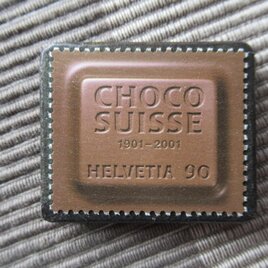 CHOCO
SUISSE
1901-2001
HELVETIA 90